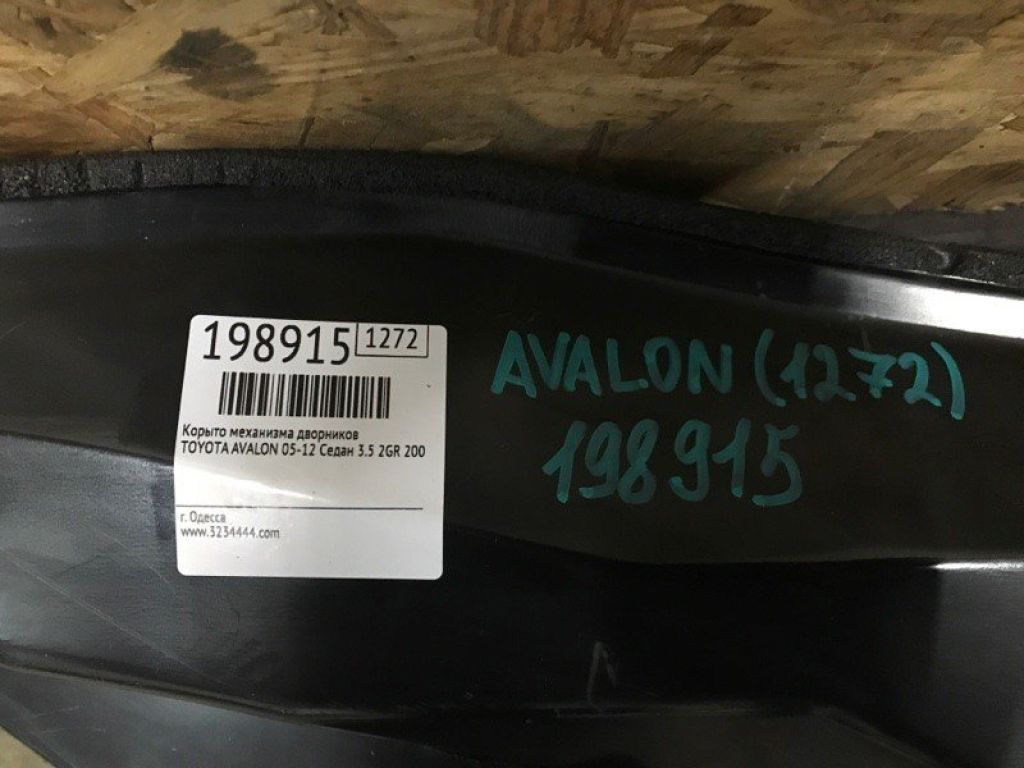 198915 1272
Корыто механизма дворников
TOYOTA AVALON 05-12 Седан 3.5 2GR 200
г. Одесса
www.3234444.com
AVALON (1272)
198915